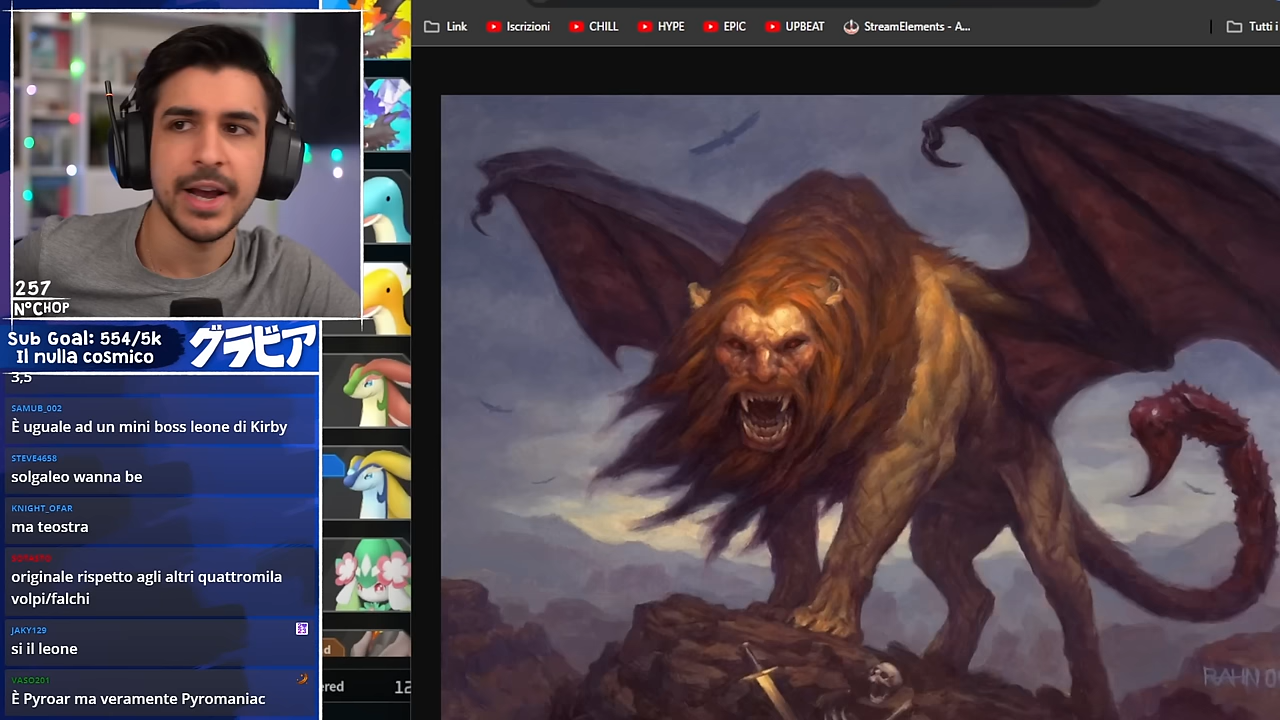 Link
Iscrizioni
CHILL
HYPE
EPIC
UPBEAT
StreamElements - A...
Tutti i
257
N°CHOP
Sub Goal: 554/5k
Il nulla cosmico
グラビア
3,5
SAMUB_002
È uguale ad un mini boss leone di Kirby
STEVE4658
solgaleo wanna be
KNIGHT_OFAR
ma teostra
originale rispetto agli altri quattromila
volpi/falchi
JAKY129
si il leone
VASO201
È Pyroar ma veramente Pyromaniac
ered
12
RAHN 0